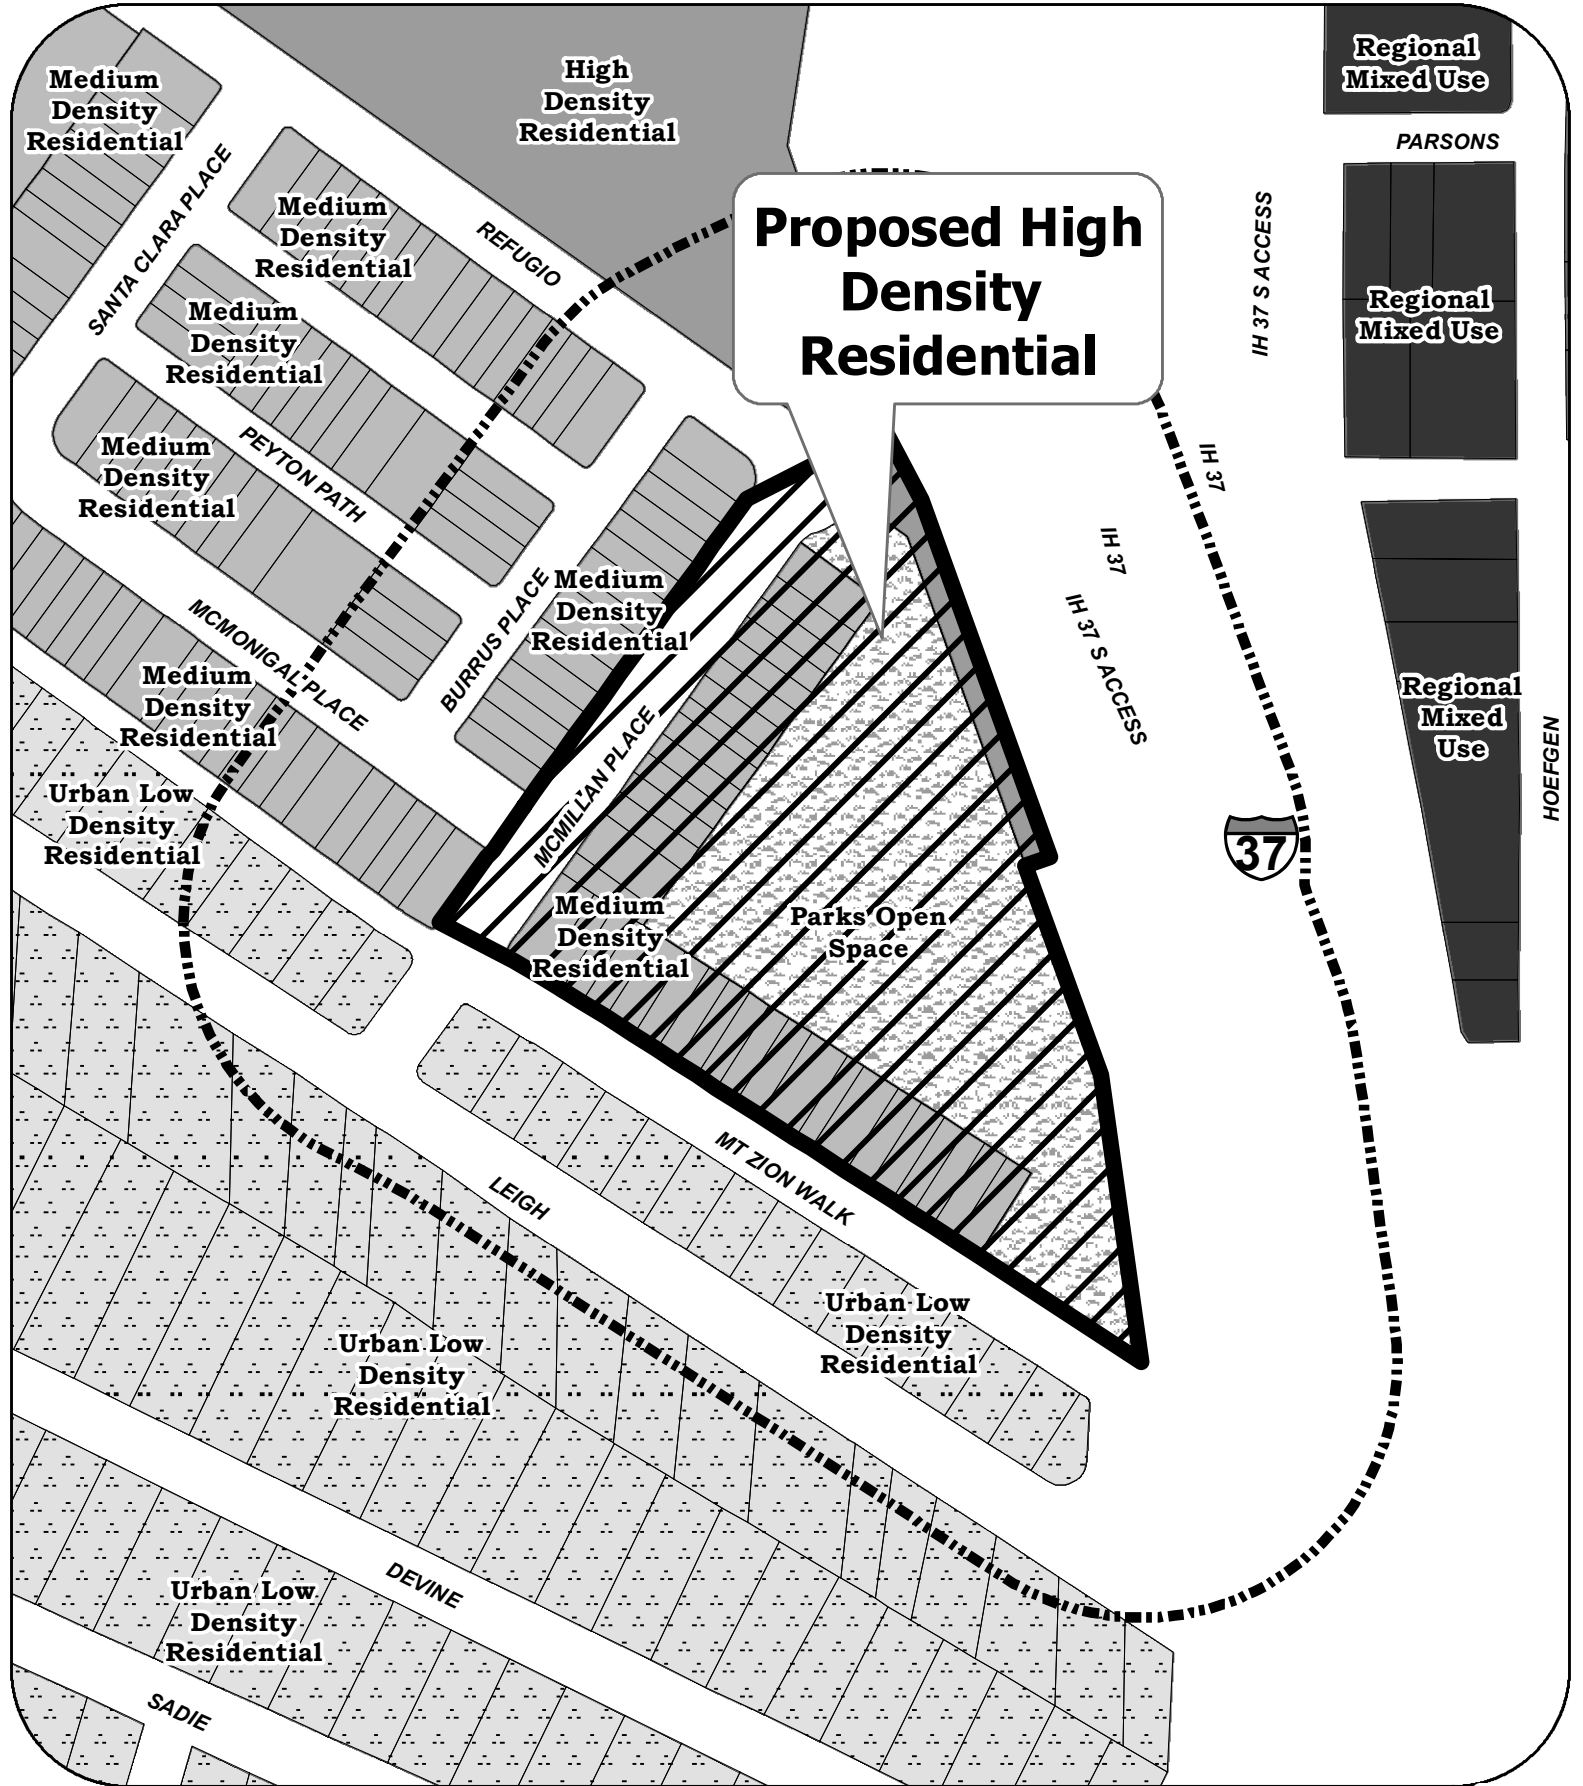 Medium
Density
Residential
High
Density
Residential
Regional
Mixed Use
PARSONS
SANTA CLARA PLACE
Medium
Density
Residential
REFUGIO
Proposed High
Density
Residential
IH 37 S ACCESS
Regional
Mixed Use
Medium
Density
Residential
Medium
Density
Residential
PEYTON PATH
IH 37
IH 37
IH 37 S ACCESS
Medium
Density
Residential
BURRUS PLACE
MCMONIGAL PLACE
Medium
Density
Residential
MCMILLAN PLACE
Regional
Mixed
Use
HOEFGEN
Urban Low
Density
Residential
37
Medium
Density
Residential
Parks Open
Space
MT ZION WALK
LEIGH
Urban Low
Density
Residential
Urban Low
Density
Residential
DEVINE
Urban Low
Density
Residential
SADIE